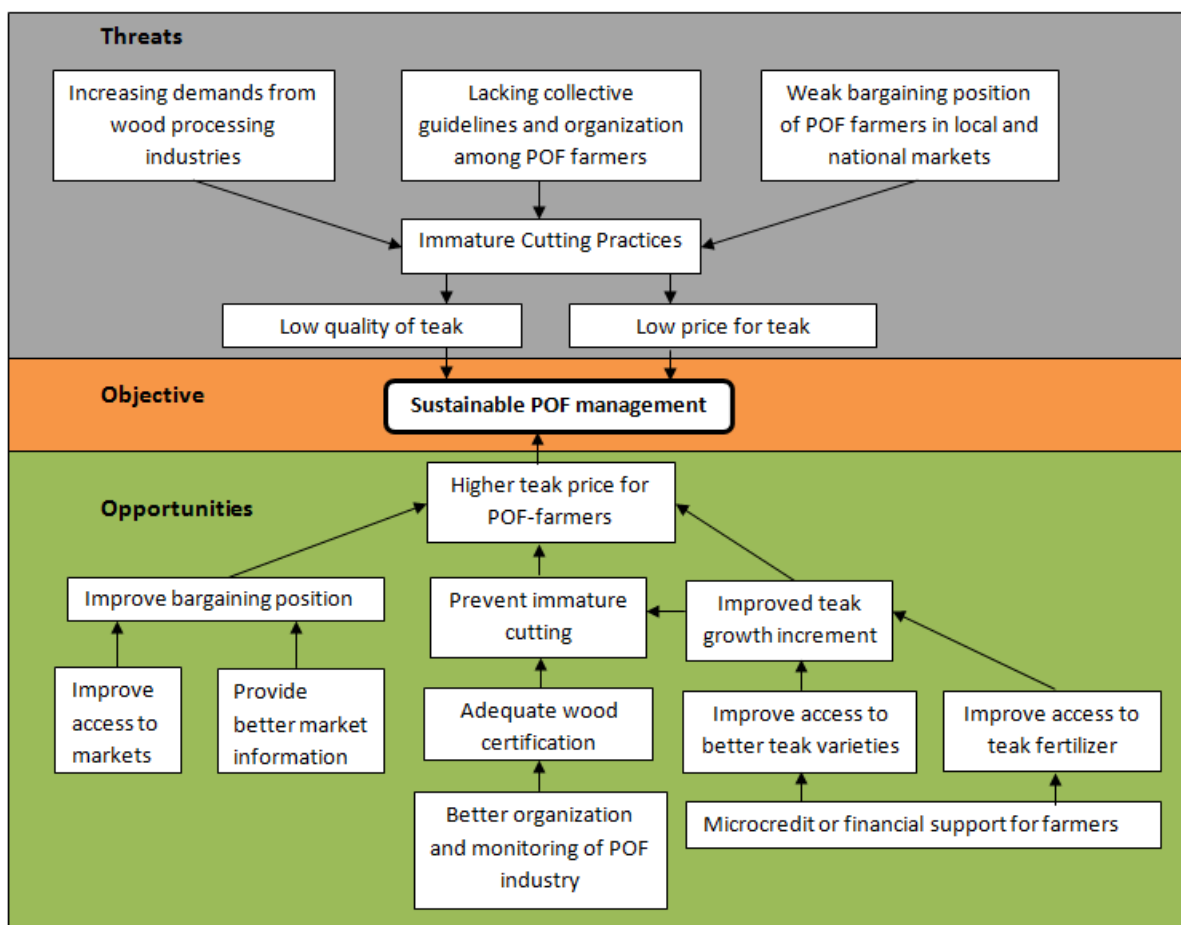 Threats
Increasing demands from
wood processing
industries
Lacking collective
guidelines and organization
among POF farmers
Weak bargaining position
of POF farmers in local and
national markets
Immature Cutting Practices
Low quality of teak
Low price for teak
Objective
Sustainable POF management
Opportunities
Higher teak price for
POF-farmers
Improve bargaining position
Prevent immature
cutting
Improved teak
growth increment
Improve
access to
markets
Provide
better market
information
Adequate wood
certification
Improve access to
better teak varieties
Improve access to
teak fertilizer
Better organization
and monitoring of POF
industry
Microcredit or financial support for farmers